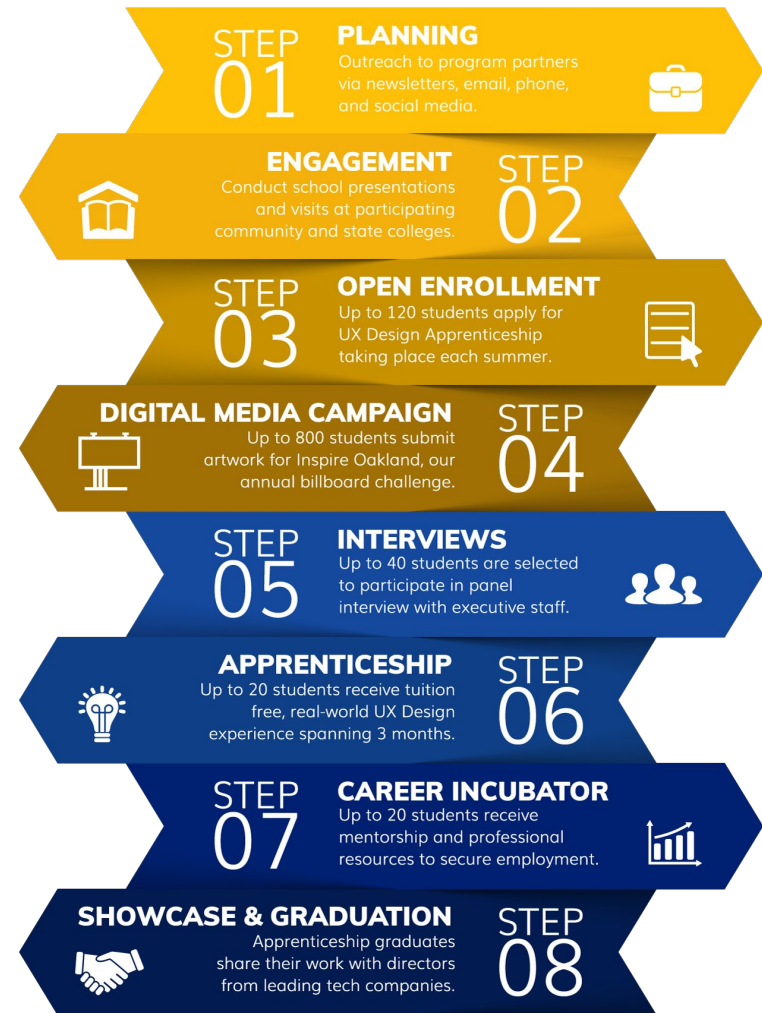 STEP
01
PLANNING
Outreach to program partners
via newsletters, email, phone,
and social media.
ENGAGEMENT
Conduct school presentations
and visits at participating
community and state colleges.
STEP
02
STEP
03
OPEN ENROLLMENT
Up to 120 students apply for
UX Design Apprenticeship
taking place each summer.
DIGITAL MEDIA CAMPAIGN
Up to 800 students submit
artwork for Inspire Oakland, our
annual billboard challenge.
STEP
04
STEP
05
INTERVIEWS
Up to 40 students are selected
to participate in panel
interview with executive staff.
APPRENTICESHIP
Up to 20 students receive tuition
free, real-world UX Design
experience spanning 3 months.
STEP
06
STEP
07
CAREER INCUBATOR
Up to 20 students receive
mentorship and professional
resources to secure employment.
SHOWCASE & GRADUATION
Apprenticeship graduates
share their work with directors
from leading tech companies.
STEP
08